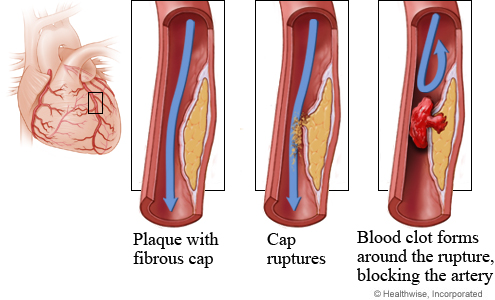 Plaque with
fibrous cap
Cap
ruptures
Blood clot forms
around the rupture,
blocking the artery
© Healthwise, Incorporated